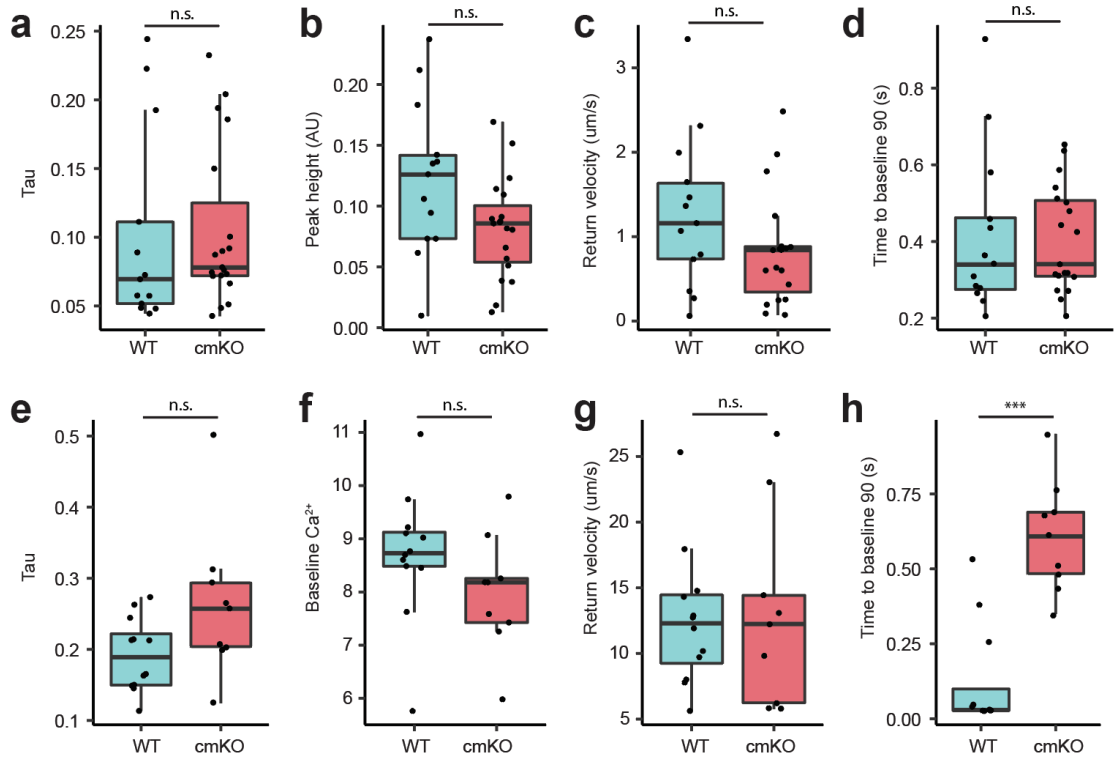 a
n.s.
Tau
0.25
0.20
0.15
0.10
0.05
WT
cmKO
b
n.s.
Peak height (AU)
0.20
0.15
0.10
0.05
0.00
WT
cmKO
c
n.s.
Return velocity (um/s)
3
2
1
0
WT
cmKO
d
n.s.
Time to baseline 90 (s)
0.8
0.6
0.4
0.2
WT
cmKO
e
n.s.
Tau
0.5
0.4
0.3
0.2
0.1
WT
cmKO
f
n.s.
Baseline Ca²⁺
11
10
9
8
7
6
WT
cmKO
g
n.s.
Return velocity (um/s)
25
20
15
10
5
WT
cmKO
h
***
Time to baseline 90 (s)
0.75
0.50
0.25
0.00
WT
cmKO